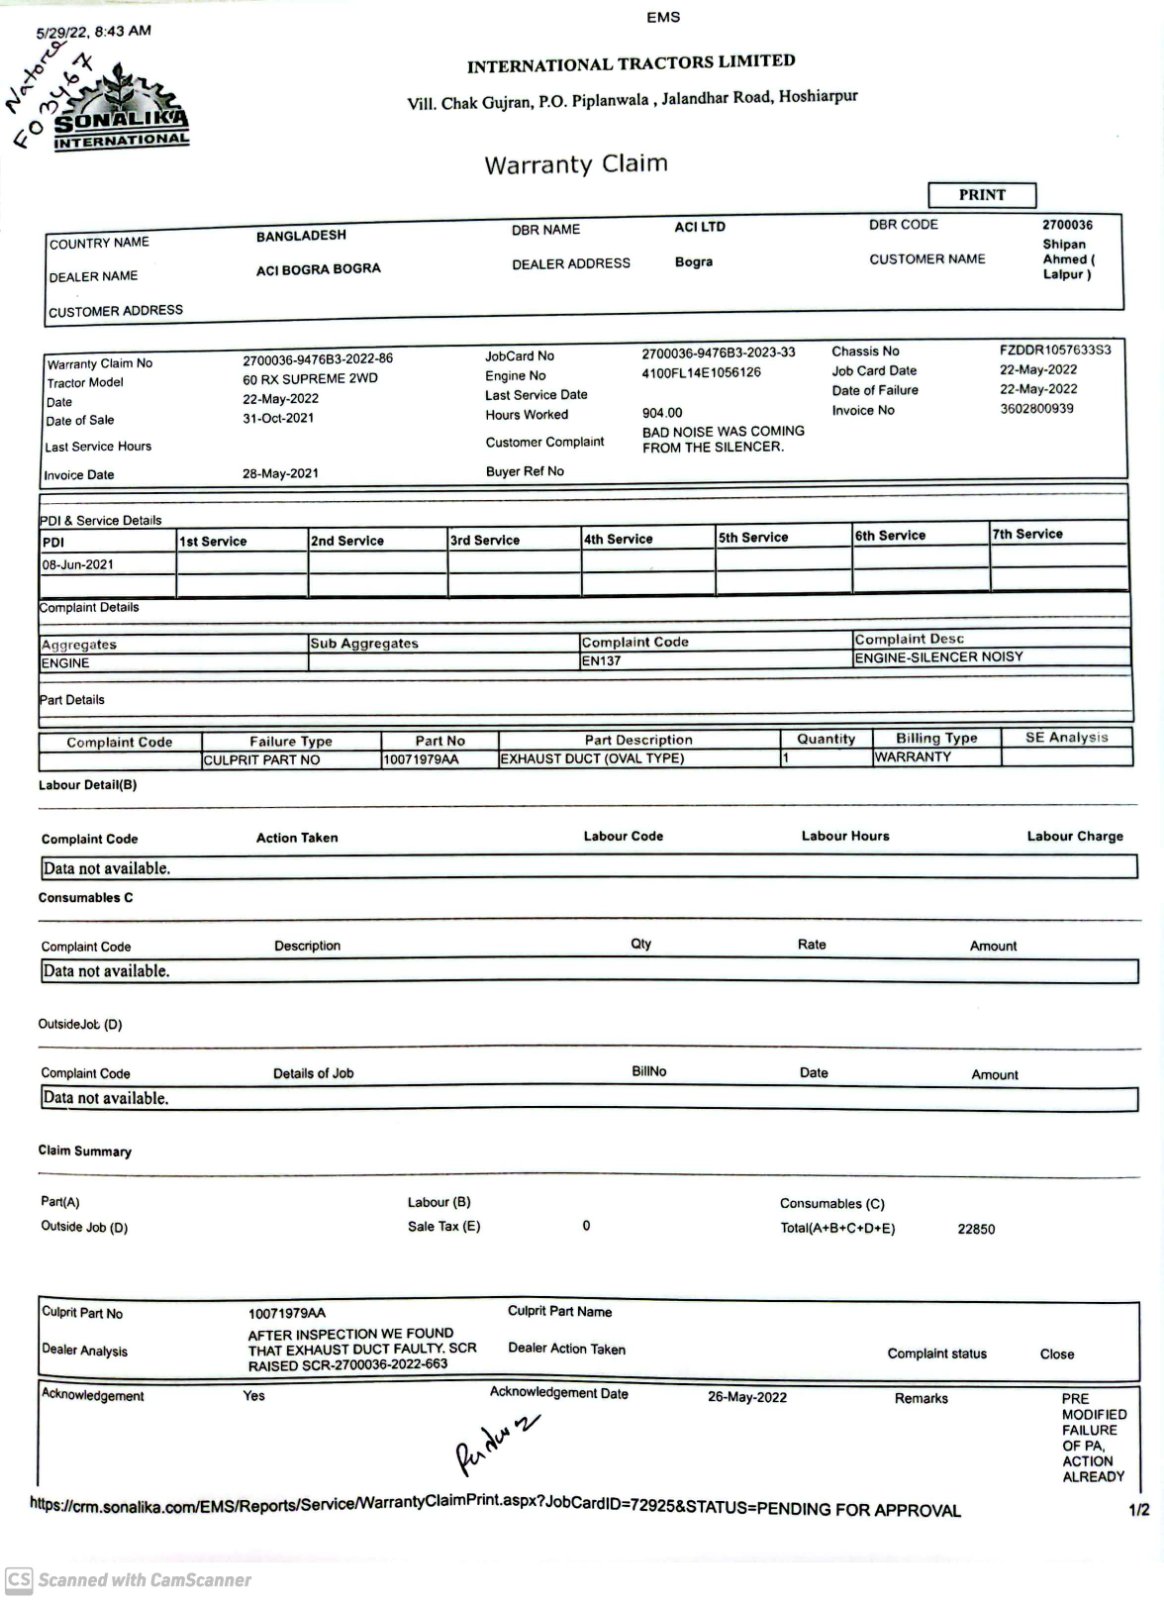 5/29/22, 8:43 AM
EMS
Natore
FO 3467
SONALIKA
INTERNATIONAL
INTERNATIONAL TRACTORS LIMITED
Vill. Chak Gujran, P.O. Piplanwala , Jalandhar Road, Hoshiarpur
Warranty Claim
PRINT
COUNTRY NAME BANGLADESH DBR NAME ACI LTD DBR CODE 2700036
DEALER NAME ACI BOGRA BOGRA DEALER ADDRESS Bogra CUSTOMER NAME Shipan
Ahmed (
Lalpur )
CUSTOMER ADDRESS
Warranty Claim No 2700036-9476B3-2022-86 JobCard No 2700036-9476B3-2023-33 Chassis No FZDDR1057633S3
Tractor Model 60 RX SUPREME 2WD Engine No 4100FL14E1056126 Job Card Date 22-May-2022
Date 22-May-2022 Last Service Date Date of Failure 22-May-2022
Date of Sale 31-Oct-2021 Hours Worked 904.00 Invoice No 3602800939
Last Service Hours Customer Complaint BAD NOISE WAS COMING
FROM THE SILENCER.
Invoice Date 28-May-2021 Buyer Ref No
PDI & Service Details
PDI 1st Service 2nd Service 3rd Service 4th Service 5th Service 6th Service 7th Service
08-Jun-2021
Complaint Details
Aggregates Sub Aggregates Complaint Code Complaint Desc
ENGINE EN137 ENGINE-SILENCER NOISY
Part Details
Complaint Code Failure Type Part No Part Description Quantity Billing Type SE Analysis
CULPRIT PART NO 10071979AA EXHAUST DUCT (OVAL TYPE) 1 WARRANTY
Labour Detail(B)
Complaint Code Action Taken Labour Code Labour Hours Labour Charge
Data not available.
Consumables C
Complaint Code Description Qty Rate Amount
Data not available.
OutsideJob (D)
Complaint Code Details of Job BillNo Date Amount
Data not available.
Claim Summary
Part(A) Labour (B) Consumables (C)
Outside Job (D) Sale Tax (E) 0 Total(A+B+C+D+E) 22850
Culprit Part No 10071979AA Culprit Part Name
Dealer Analysis AFTER INSPECTION WE FOUND
THAT EXHAUST DUCT FAULTY. SCR
RAISED SCR-2700036-2022-663 Dealer Action Taken Complaint status Close
Acknowledgement Yes Acknowledgement Date 26-May-2022 Remarks PRE
MODIFIED
FAILURE
OF PA,
ACTION
ALREADY
https://crm.sonalika.com/EMS/Reports/Service/WarrantyClaimPrint.aspx?JobCardID=72925&STATUS=PENDING FOR APPROVAL 1/2
CS Scanned with CamScanner